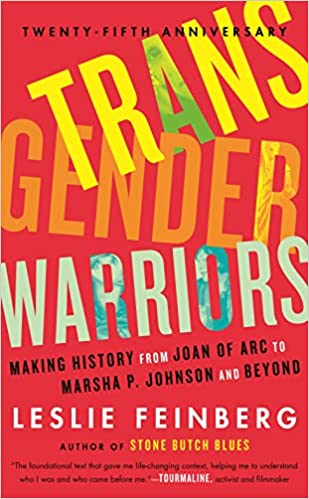 TWENTY-FIFTH ANNIVERSARY
TRANS
GENDER
WARRIORS
MAKING HISTORY FROM JOAN OF ARC TO
MARSHA P. JOHNSON AND BEYOND
LESLIE FEINBERG
AUTHOR OF STONE BUTCH BLUES
"The foundational text that gave me life-changing context, helping me to understand
who I was and who came before me."—TOURMALINE, activist and filmmaker